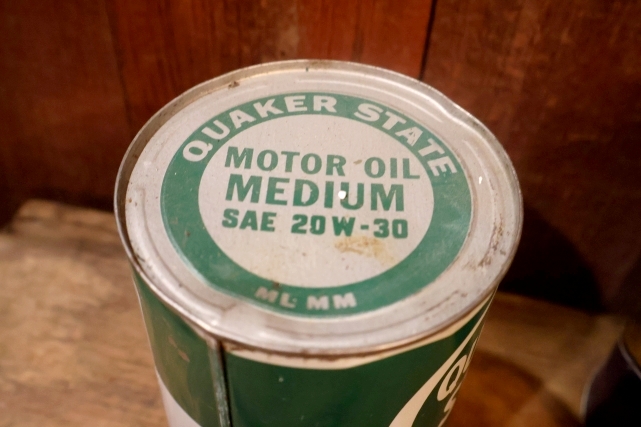 QUAKER STATE
MOTOR OIL
MEDIUM
SAE 20W-30
ML MM